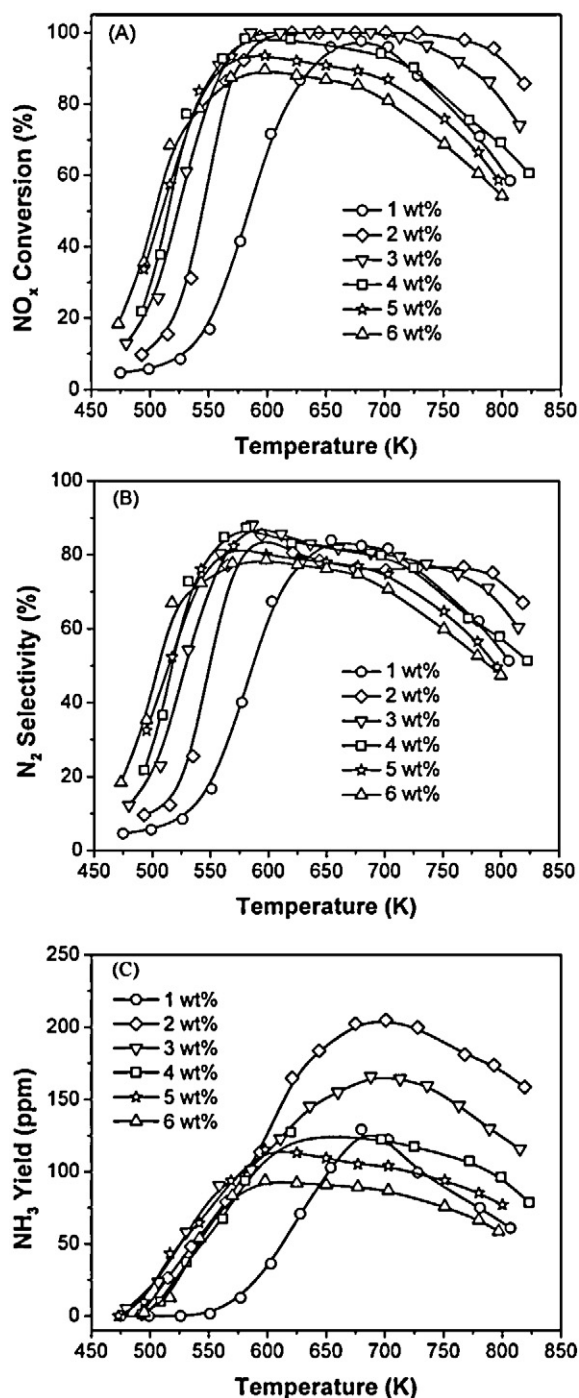 (A)
100
80
60
40
20
0
NOx Conversion (%)
1 wt%
2 wt%
3 wt%
4 wt%
5 wt%
6 wt%
450 500 550 600 650 700 750 800 850
Temperature (K)
(B)
100
80
60
40
20
0
N2 Selectivity (%)
1 wt%
2 wt%
3 wt%
4 wt%
5 wt%
6 wt%
450 500 550 600 650 700 750 800 850
Temperature (K)
(C)
250
200
150
100
50
0
NH3 Yield (ppm)
1 wt%
2 wt%
3 wt%
4 wt%
5 wt%
6 wt%
450 500 550 600 650 700 750 800 850
Temperature (K)